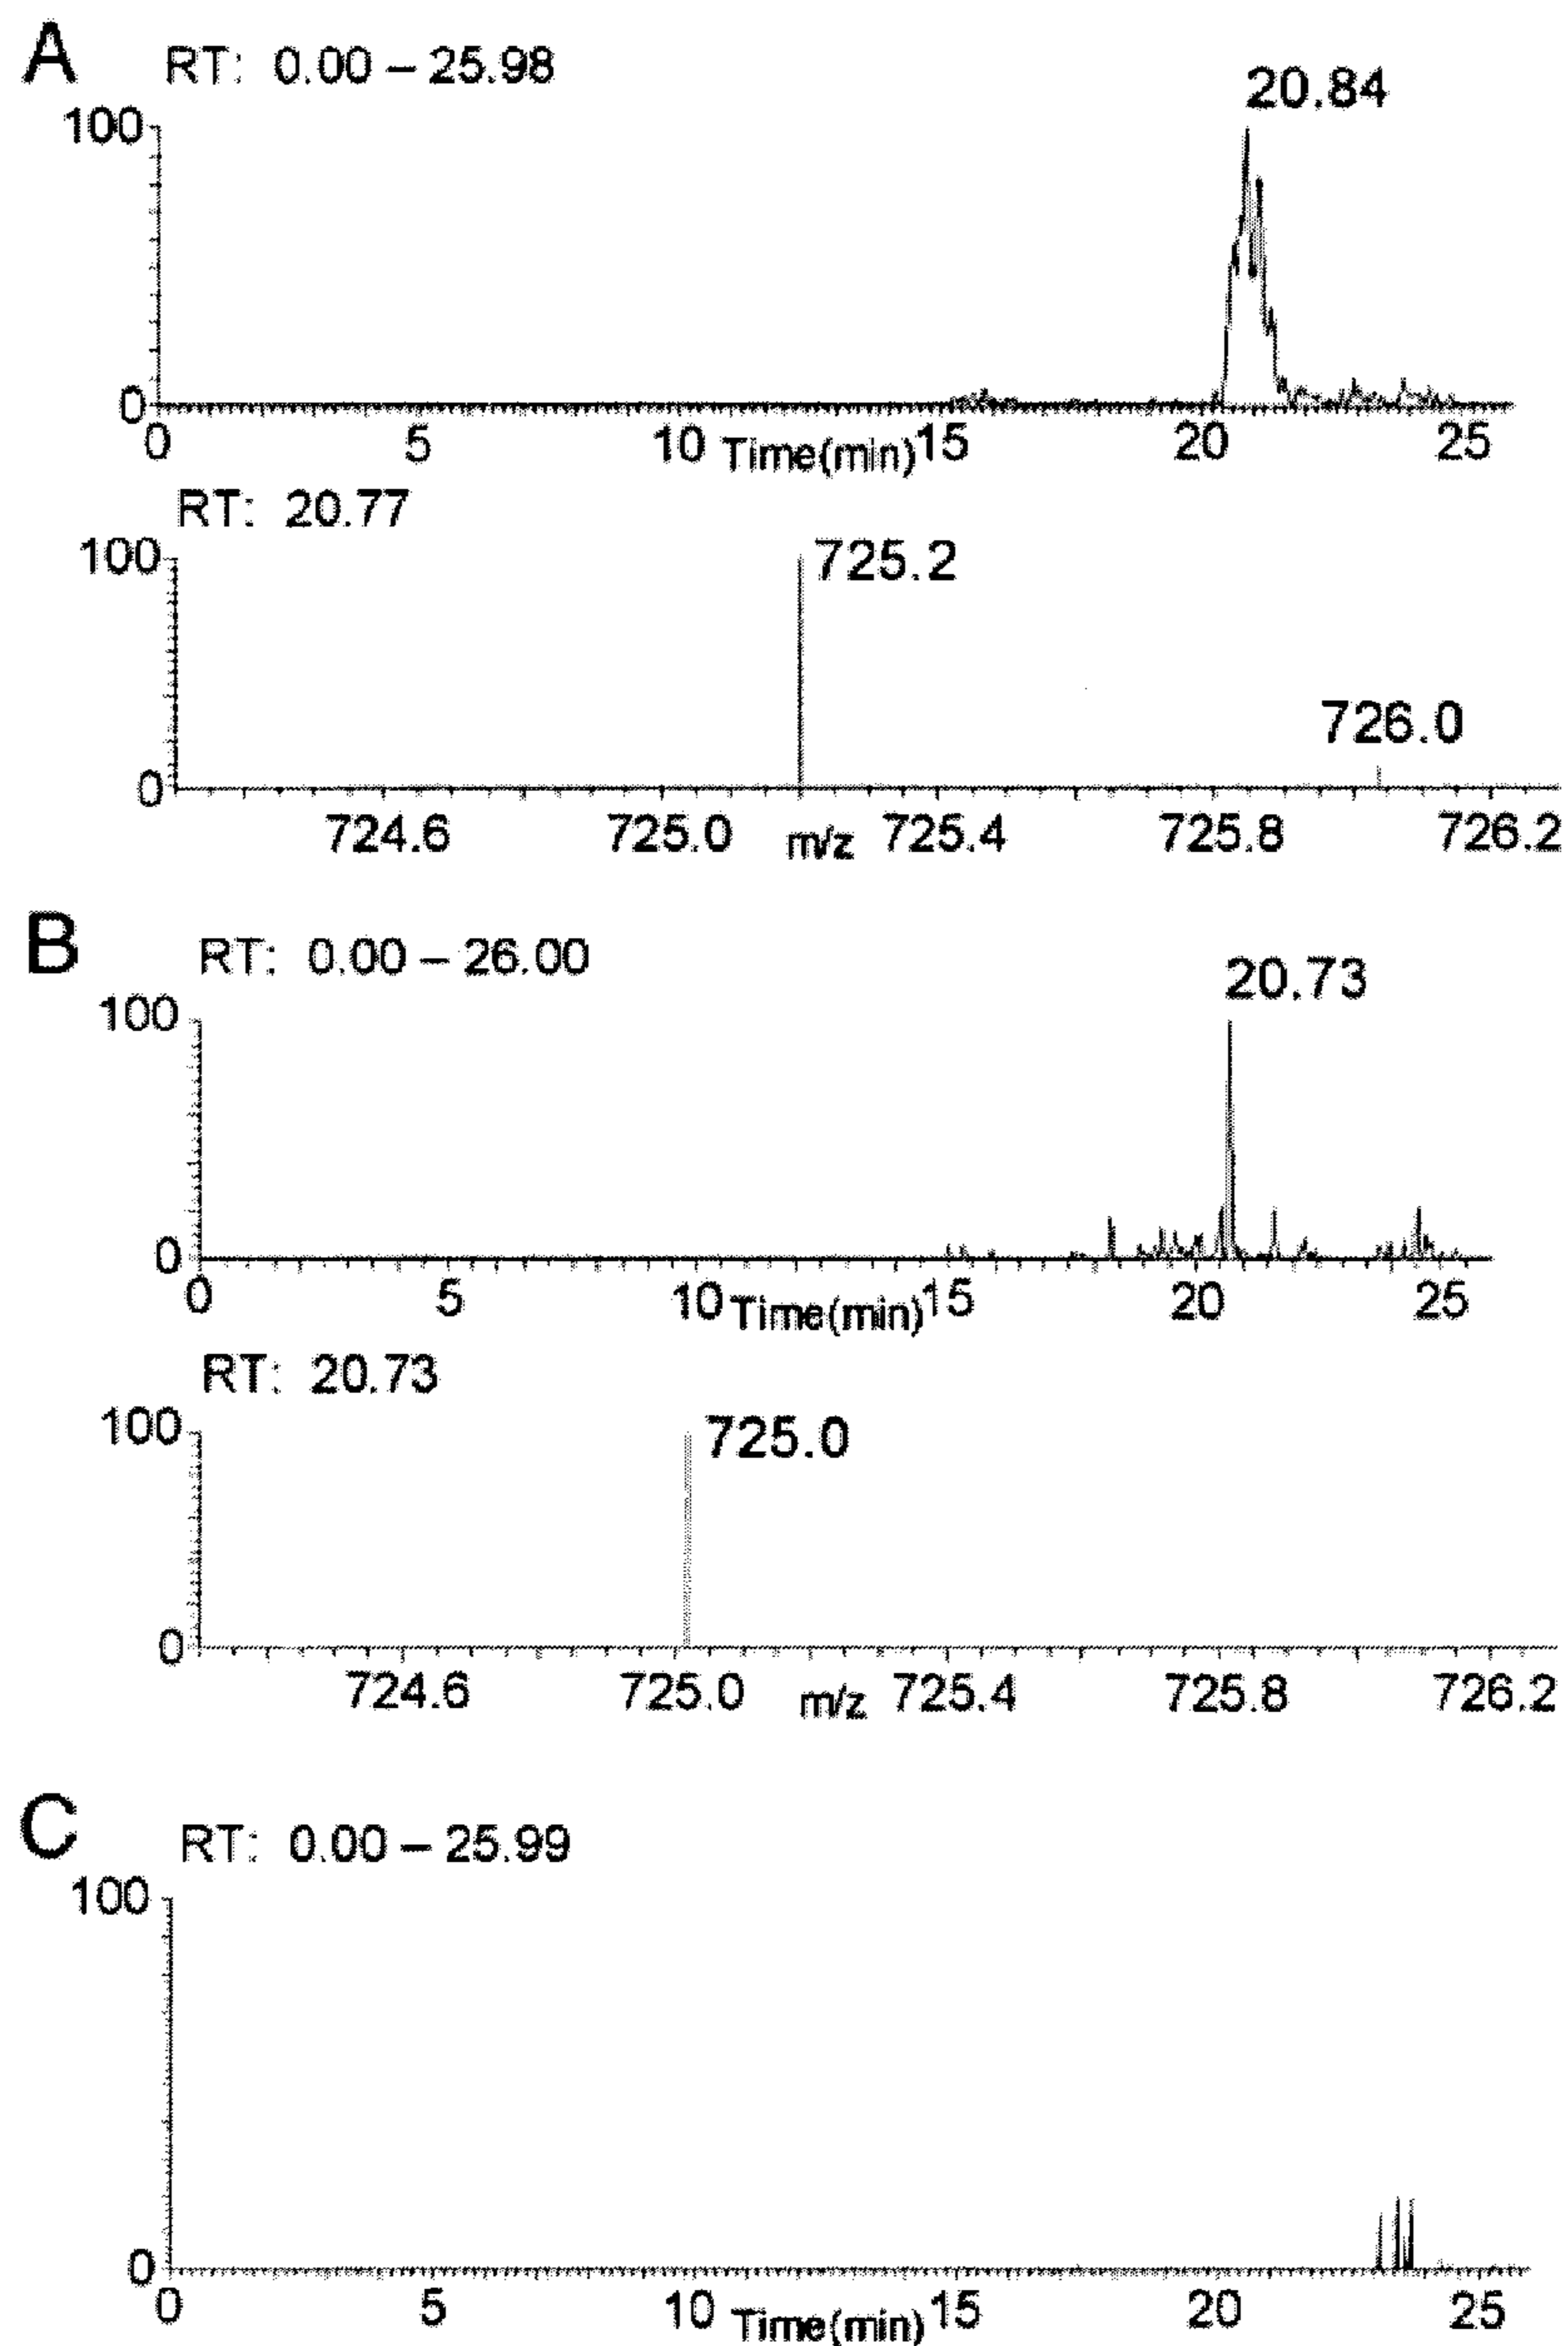 A RT: 0.00 – 25.98
20.84
100
0
0 5 10 Time(min) 15 20 25
RT: 20.77
100
725.2
726.0
0
724.6 725.0 m/z 725.4 725.8 726.2
B RT: 0.00 – 26.00
20.73
100
0
0 5 10 Time(min) 15 20 25
RT: 20.73
100
725.0
0
724.6 725.0 m/z 725.4 725.8 726.2
C RT: 0.00 – 25.99
100
0
0 5 10 Time(min) 15 20 25